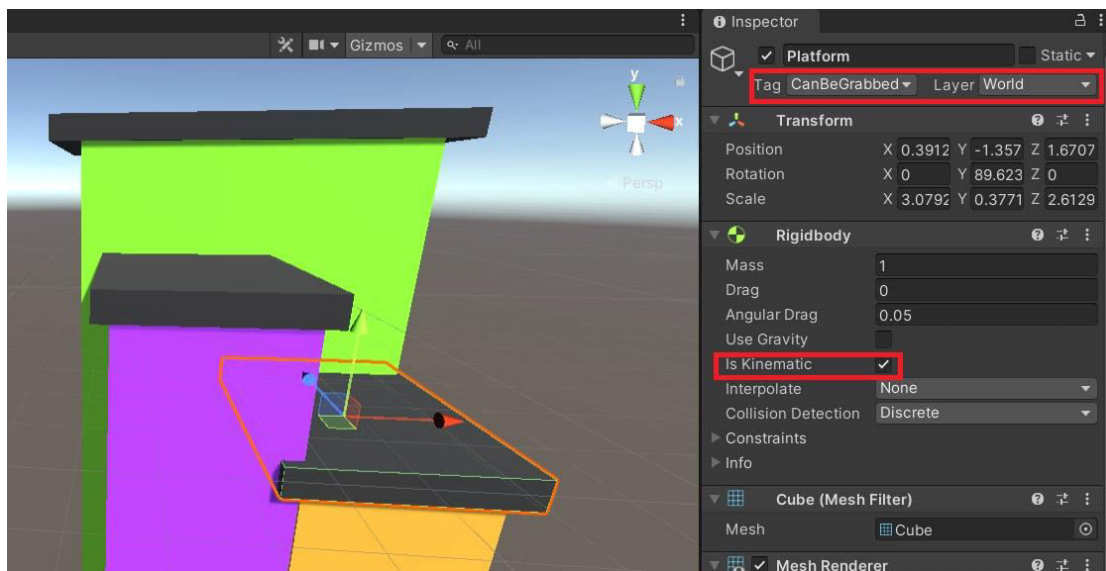 Gizmos All
y
x
< Persp
Inspector
Platform Static
Tag CanBeGrabbed Layer World
Transform
Position X 0.3912 Y -1.357 Z 1.6707
Rotation X 0 Y 89.623 Z 0
Scale X 3.0792 Y 0.3771 Z 2.6129
Rigidbody
Mass 1
Drag 0
Angular Drag 0.05
Use Gravity
Is Kinematic
Interpolate None
Collision Detection Discrete
Constraints
Info
Cube (Mesh Filter)
Mesh Cube
Mesh Renderer